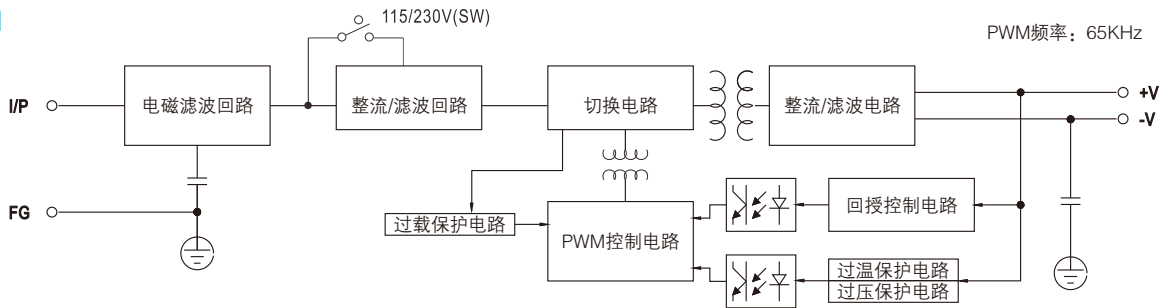 115/230V(SW)
PWM频率：65KHz
I/P
电磁滤波回路
整流/滤波回路
切换电路
整流/滤波电路
+V
-V
FG
过载保护电路
PWM控制电路
回授控制电路
过温保护电路
过压保护电路